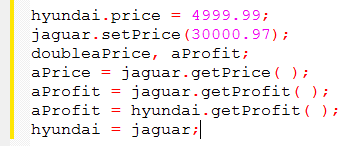 hyundai.price = 4999.99;
jaguar.setPrice(30000.97);
doubleaPrice, aProfit;
aPrice = jaguar.getPrice( );
aProfit = jaguar.getProfit( );
aProfit = hyundai.getProfit( );
hyundai = jaguar;